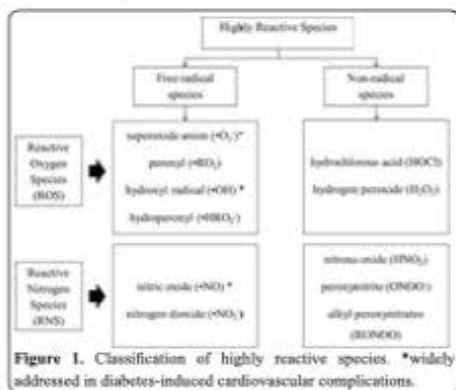 Highly Reactive Species
Free-radical
species
Non-radical
species
Reactive
Oxygen
Species
(ROS)
superoxide anion (•O₂⁻)*
peroxyl (•RO₂)
hydroxyl radical (•OH) *
hydroperoxyl (•HRO₂⁻)
hydrochlorous acid (HOCl)
hydrogen peroxide (H₂O₂)
Reactive
Nitrogen
Species
(RNS)
nitric oxide (•NO) *
nitrogen dioxide (•NO₂⁻)
nitrous oxide (HNO₂)
peroxynitrite (ONOO⁻)
alkyl peroxynitrates
(RONOO)
Figure 1. Classification of highly reactive species. *widely
addressed in diabetes-induced cardiovascular complications.